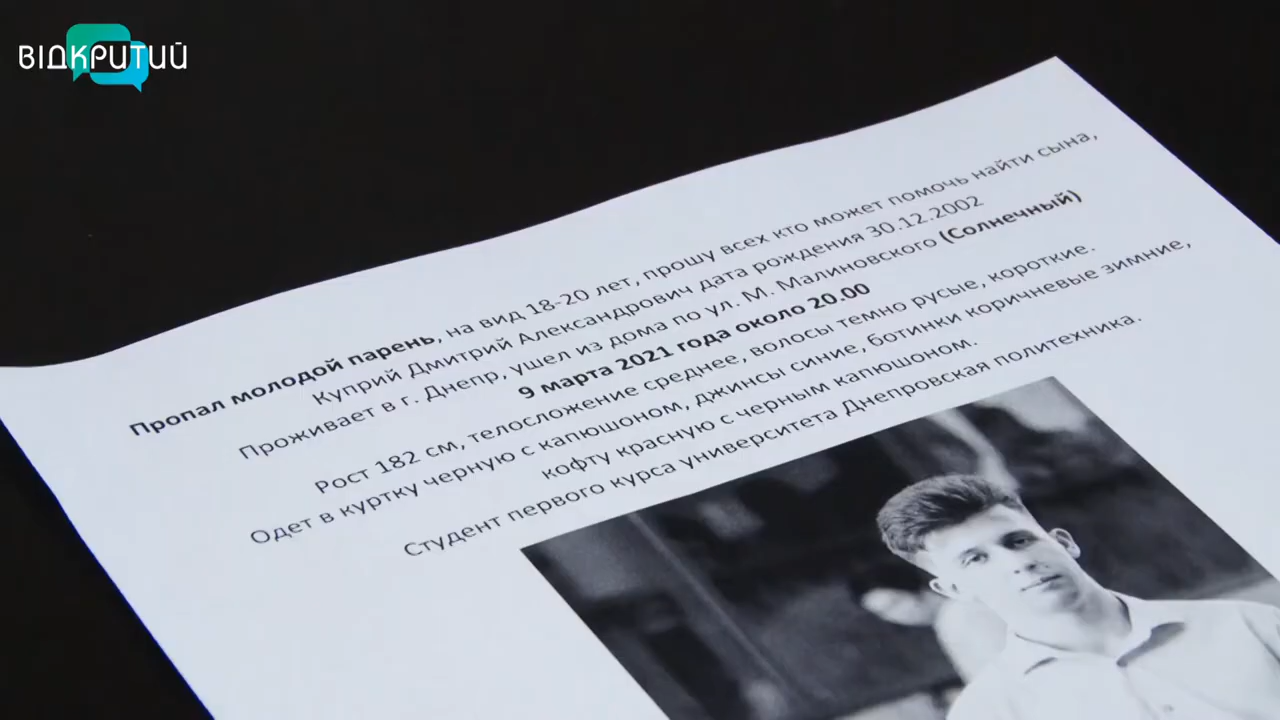 ВІДКРИТИЙ
Пропал молодой парень, на вид 18-20 лет, прошу всех кто может помочь найти сына,
Куприй Дмитрий Александрович дата рождения 30.12.2002
Проживает в г. Днепр, ушел из дома по ул. М. Малиновского (Солнечный)
9 марта 2021 года около 20.00
Рост 182 см, телосложение среднее, волосы темно русые, короткие.
Одет в куртку черную с капюшоном, джинсы синие, ботинки коричневые зимние,
кофту красную с черным капюшоном.
Студент первого курса университета Днепровская политехника.